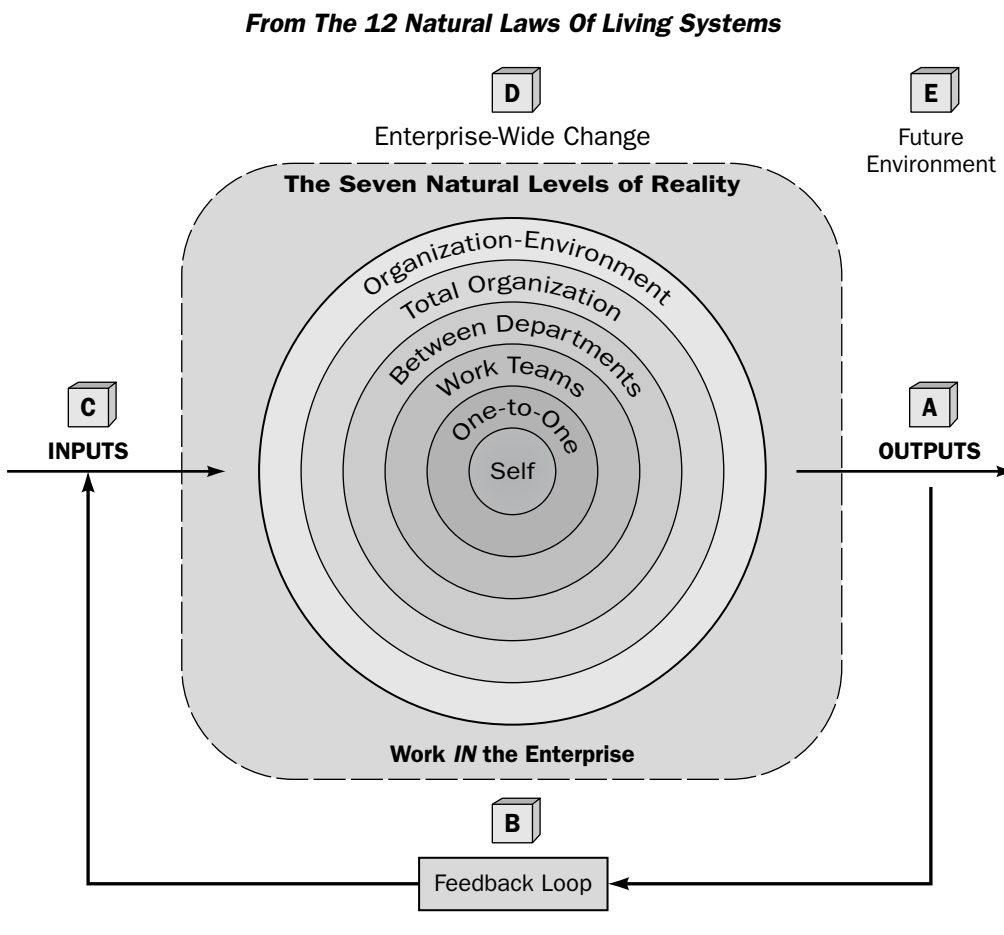 From The 12 Natural Laws Of Living Systems
D
Enterprise-Wide Change
E
Future
Environment
The Seven Natural Levels of Reality
Organization-Environment
Total Organization
Between Departments
Work Teams
One-to-One
Self
C
INPUTS
A
OUTPUTS
Work IN the Enterprise
B
Feedback Loop